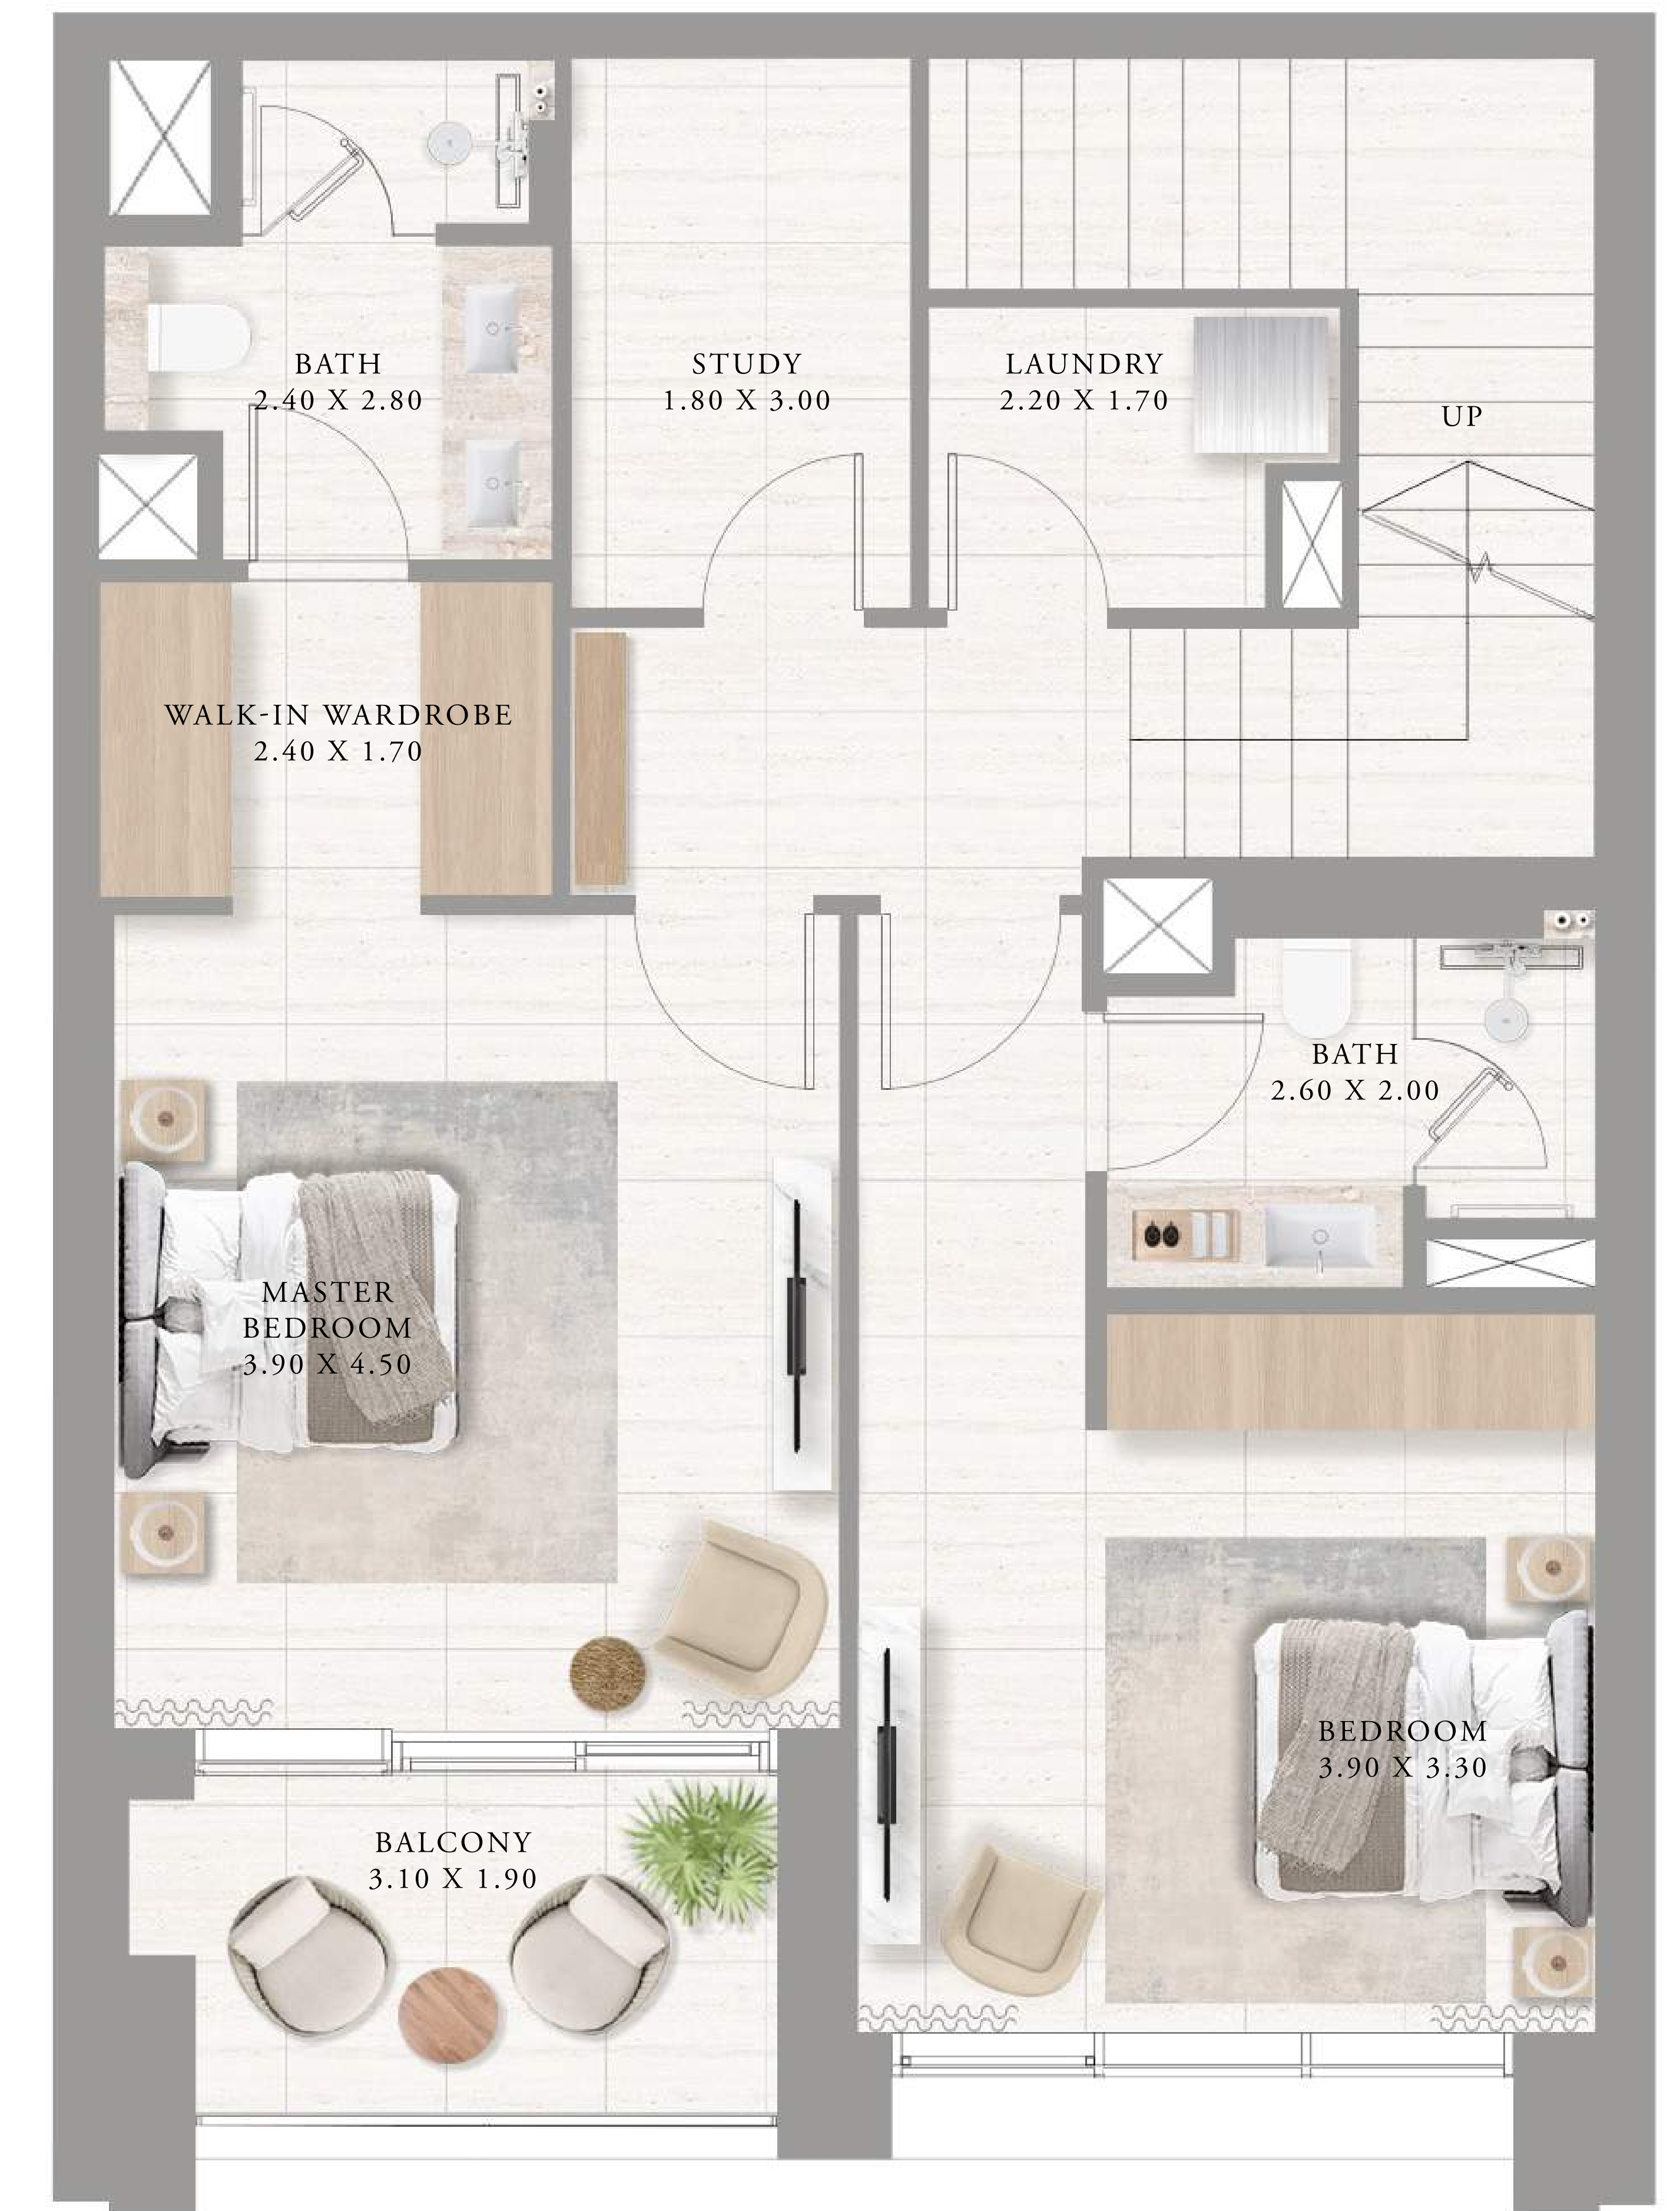 BATH
2.40 X 2.80
STUDY
1.80 X 3.00
LAUNDRY
2.20 X 1.70
UP
WALK-IN WARDROBE
2.40 X 1.70
BATH
2.60 X 2.00
MASTER
BEDROOM
3.90 X 4.50
BEDROOM
3.90 X 3.30
BALCONY
3.10 X 1.90